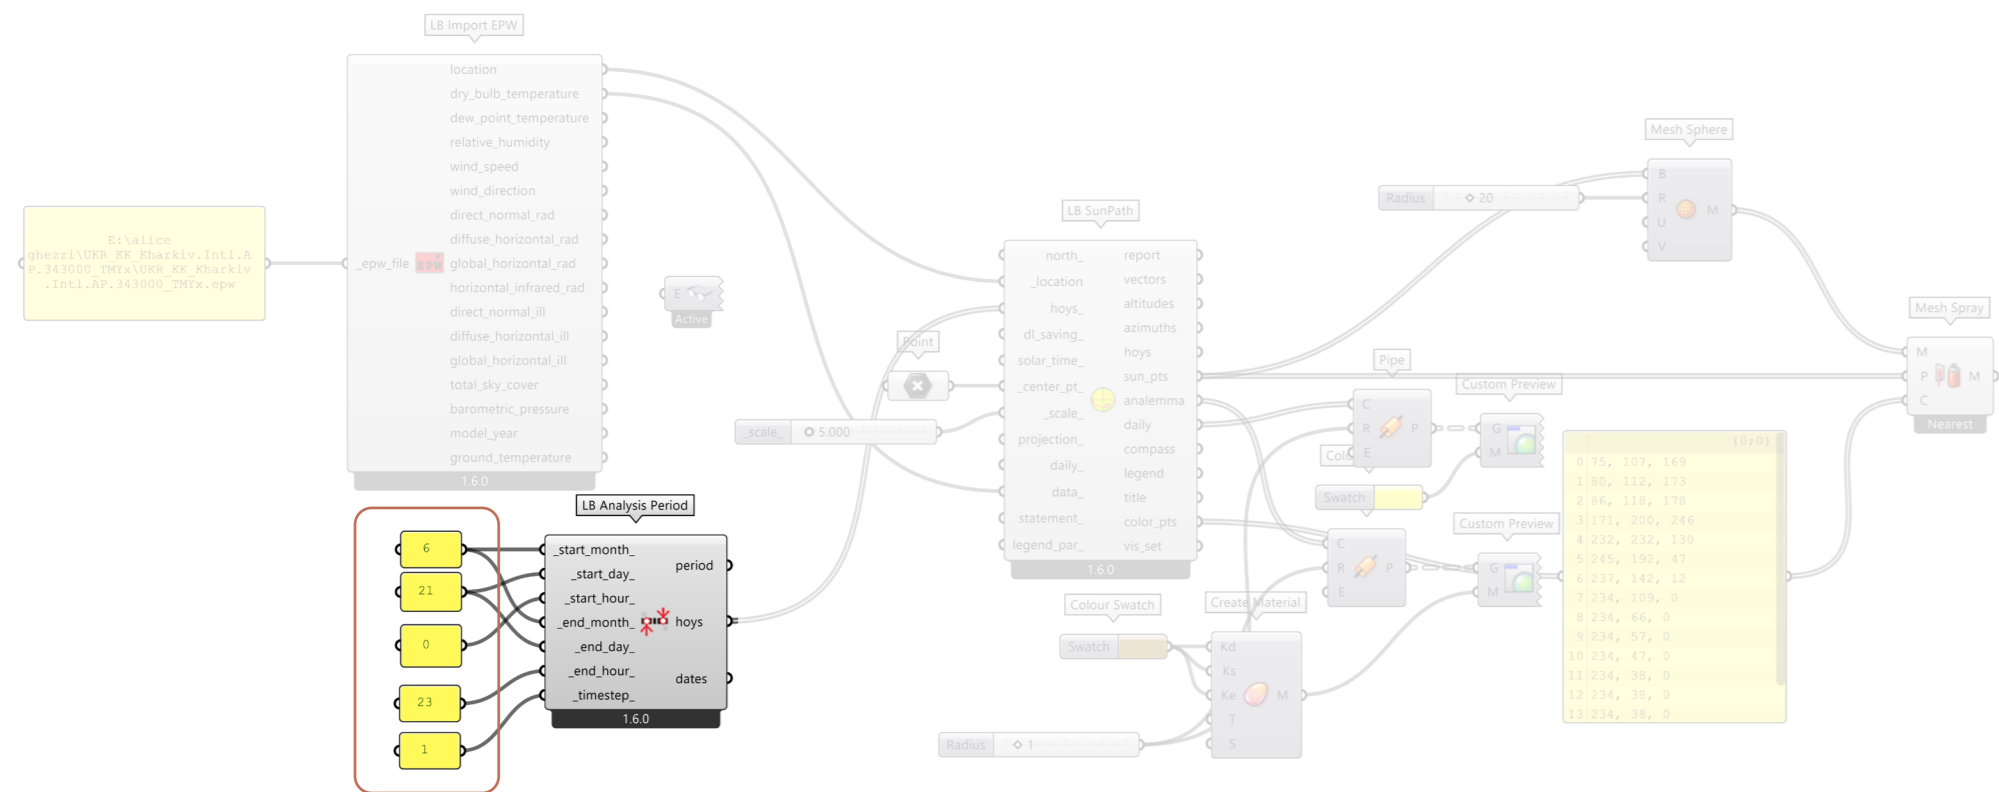 LB Import EPW
location
dry_bulb_temperature
dew_point_temperature
relative_humidity
wind_speed
wind_direction
direct_normal_rad
diffuse_horizontal_rad
_epw_file
EPW
global_horizontal_rad
horizontal_infrared_rad
direct_normal_ill
diffuse_horizontal_ill
global_horizontal_ill
total_sky_cover
barometric_pressure
model_year
ground_temperature
1.6.0
E:\alice
ghezzi\UKR_KK_Kharkiv.Intl.A
P.343000_TMYx\UKR_KK_Kharkiv
.Intl.AP.343000_TMYx.epw
E
Active
Point
_scale_
5.000
LB Analysis Period
6
21
0
23
1
_start_month_
_start_day_
_start_hour_
_end_month_
_end_day_
_end_hour_
_timestep_
period
hoys
dates
1.6.0
LB SunPath
north_
_location
hoys_
dl_saving_
solar_time_
_center_pt_
_scale_
projection_
daily_
data_
statement_
legend_par_
report
vectors
altitudes
azimuths
hoys
sun_pts
analemma
daily
compass
legend
title
color_pts
vis_set
1.6.0
Radius
20
Mesh Sphere
B
R
U
V
M
Mesh Spray
M
P
C
M
Nearest
Pipe
C
R
E
P
Custom Preview
G
M
Swatch
C
R
E
P
Custom Preview
G
M
Colour Swatch
Swatch
Create Material
Kd
Ks
Ke
T
S
M
Radius
1
{0;0}
0 75, 107, 169
1 80, 112, 173
2 86, 118, 178
3 171, 200, 246
4 232, 232, 130
5 245, 192, 47
6 237, 142, 12
7 234, 109, 0
8 234, 66, 0
9 234, 57, 0
10 234, 47, 0
11 234, 38, 0
12 234, 38, 0
13 234, 38, 0